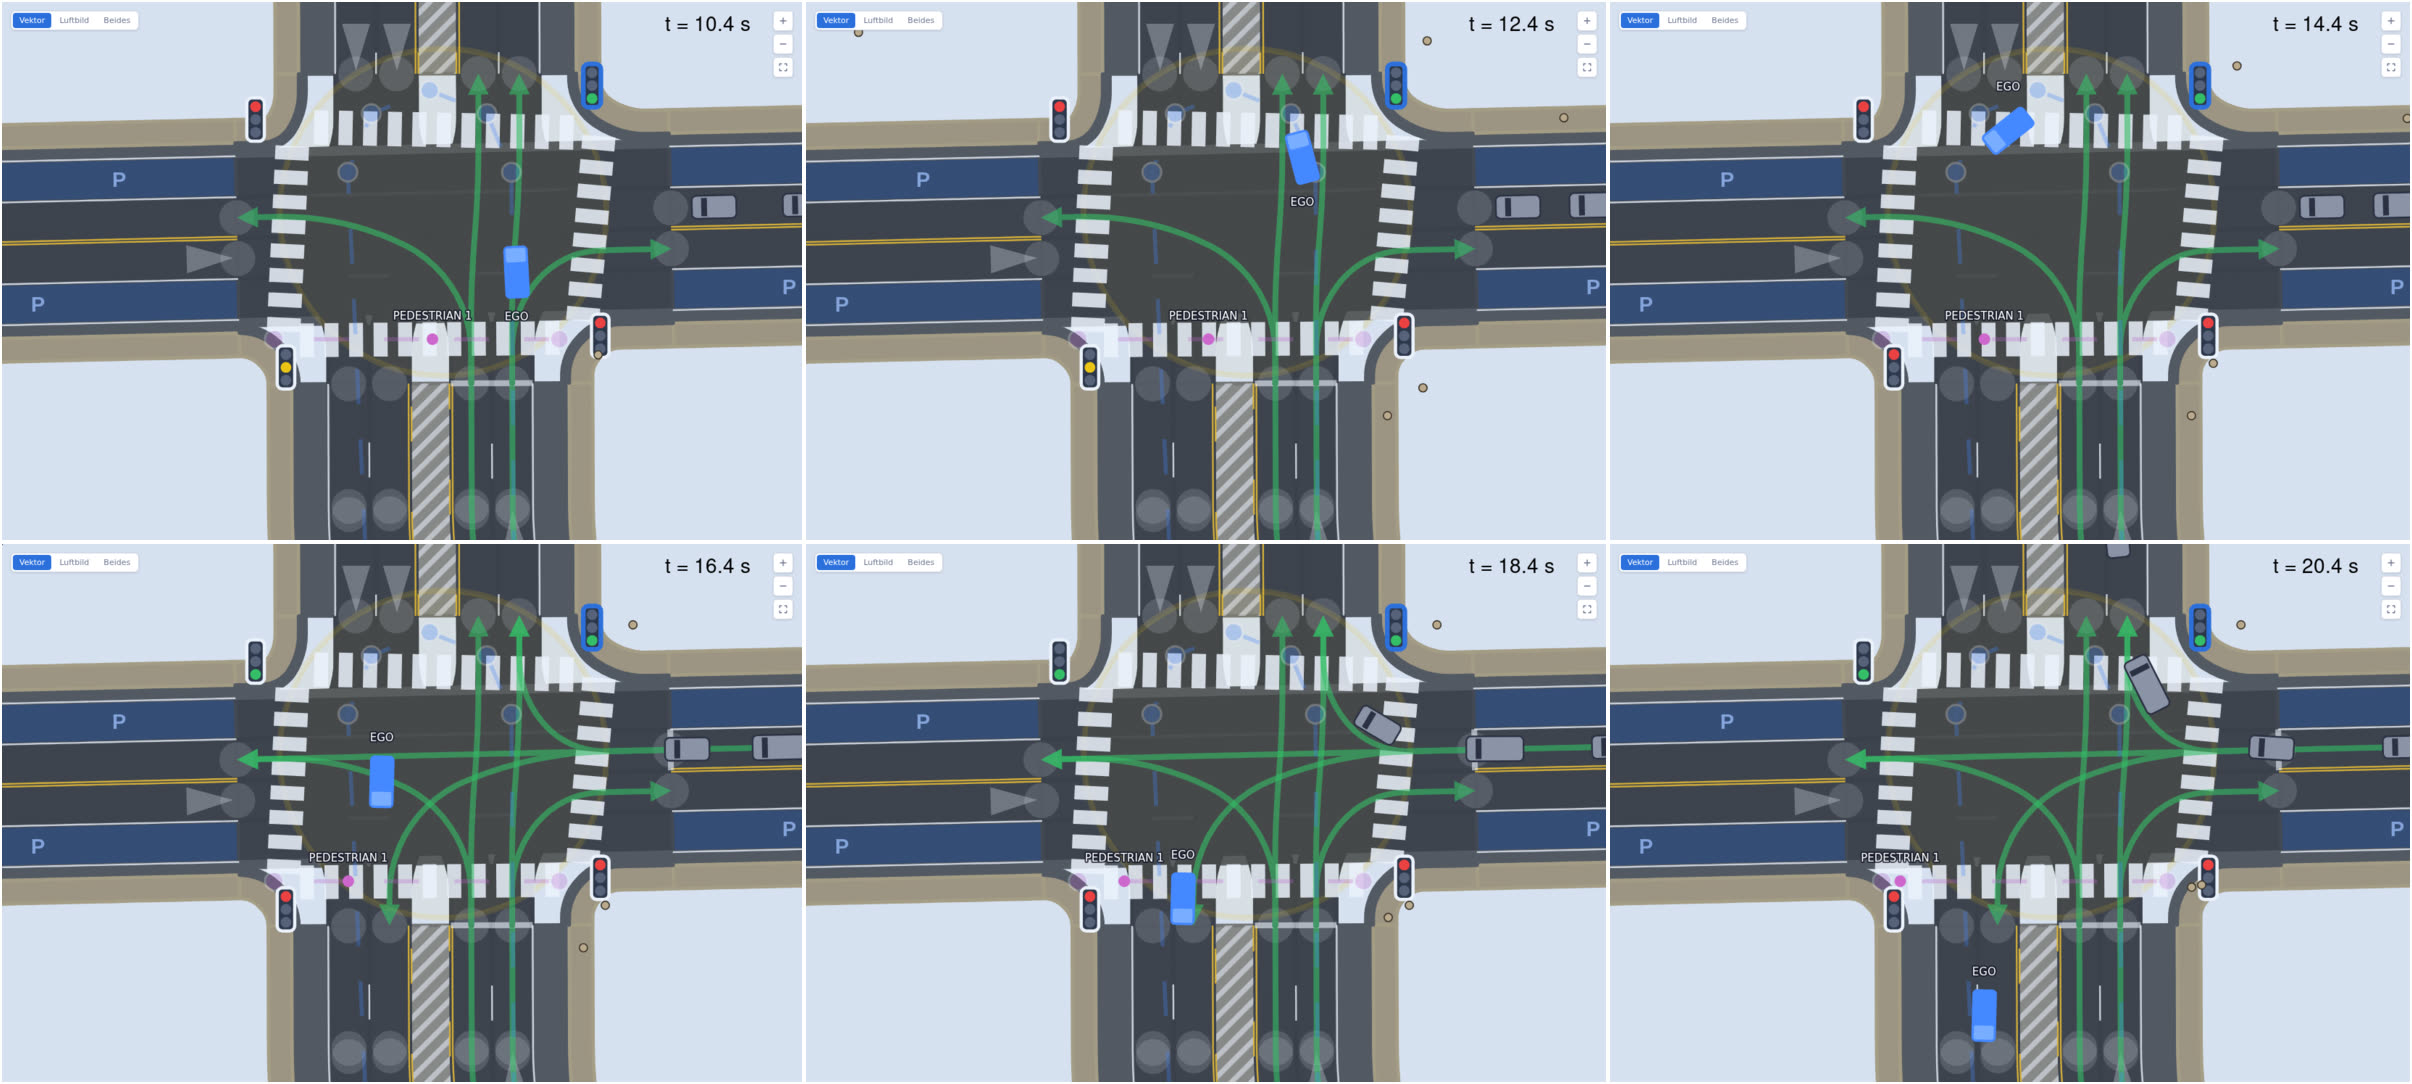 Vektor Luftbild Beides
t = 10.4 s
+
−
P
P
P
PEDESTRIAN 1
EGO
Vektor Luftbild Beides
t = 12.4 s
+
−
EGO
P
P
PEDESTRIAN 1
Vektor Luftbild Beides
t = 14.4 s
+
−
EGO
P
P
P
PEDESTRIAN 1
Vektor Luftbild Beides
t = 16.4 s
+
−
P
EGO
P
P
PEDESTRIAN 1
Vektor Luftbild Beides
t = 18.4 s
+
−
P
P
P
PEDESTRIAN 1
EGO
Vektor Luftbild Beides
t = 20.4 s
+
−
P
P
P
PEDESTRIAN 1
EGO